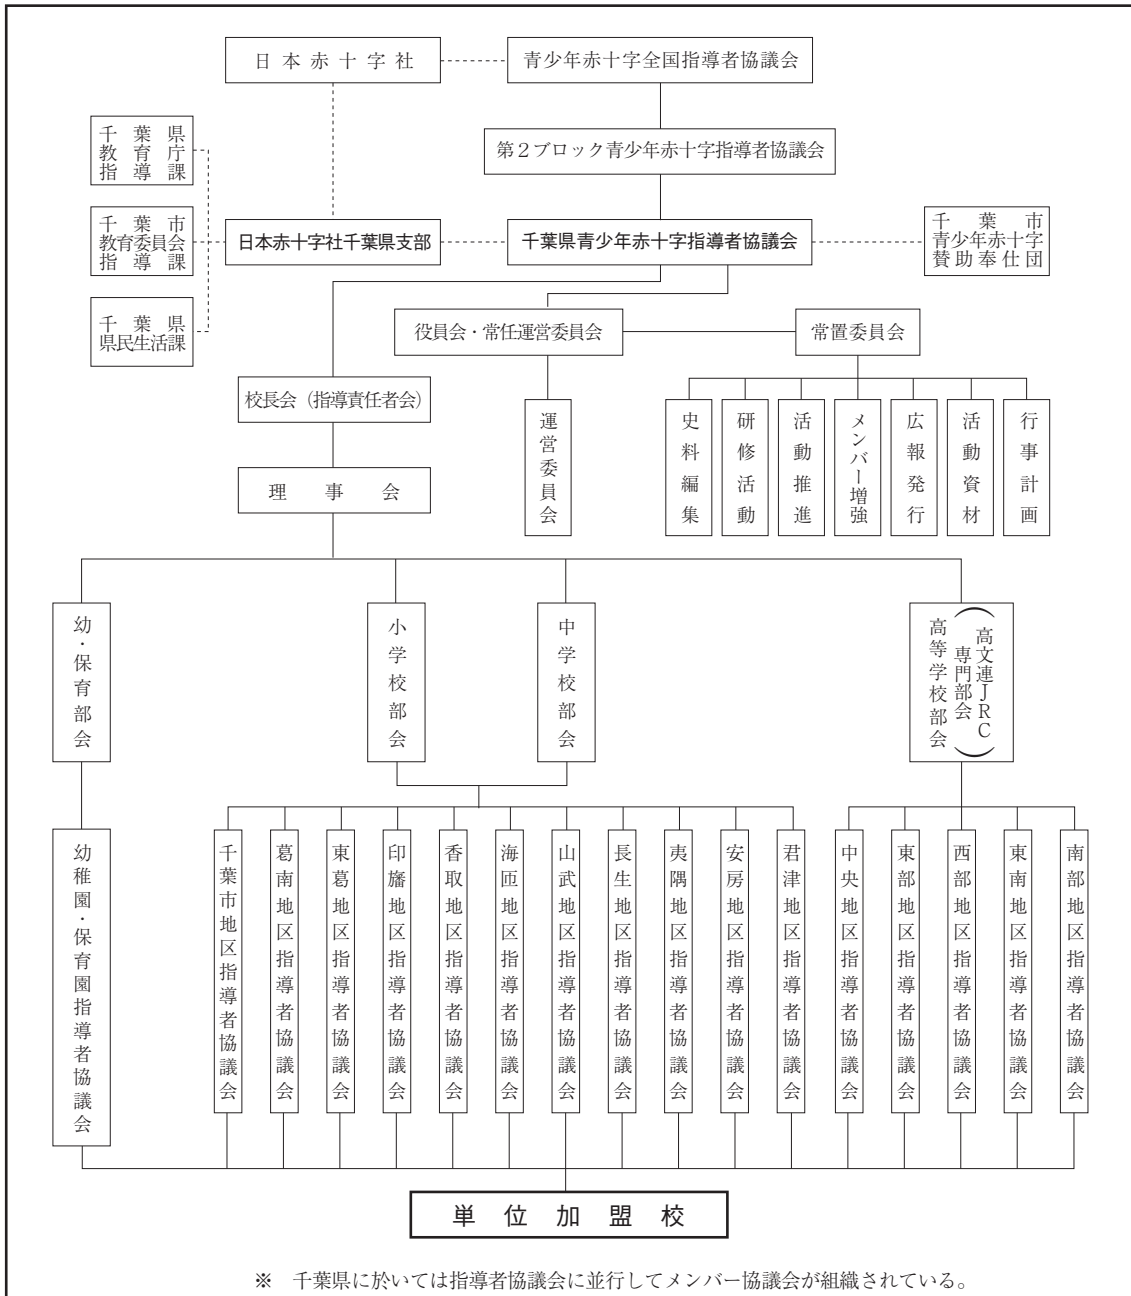 日本赤十字社
青少年赤十字全国指導者協議会
第2ブロック青少年赤十字指導者協議会
千葉県
教育庁
指導課
千葉市
教育委員会
指導課
千葉県
県民生活課
日本赤十字社千葉県支部
千葉県青少年赤十字指導者協議会
千葉市
青少年赤十字
賛助奉仕団
役員会・常任運営委員会
常置委員会
校長会(指導責任者会)
理事会
運営委員会
史料編集
研修活動
活動推進
メンバー増強
広報発行
活動資材
行事計画
幼・保育部会
小学校部会
中学校部会
高等学校部会
(高文連JRC
専門部会)
幼稚園・保育園指導者協議会
千葉市地区指導者協議会
葛南地区指導者協議会
東葛地区指導者協議会
印旛地区指導者協議会
香取地区指導者協議会
海匝地区指導者協議会
山武地区指導者協議会
長生地区指導者協議会
夷隅地区指導者協議会
安房地区指導者協議会
君津地区指導者協議会
中央地区指導者協議会
東部地区指導者協議会
西部地区指導者協議会
東南地区指導者協議会
南部地区指導者協議会
単位加盟校
※ 千葉県に於いては指導者協議会に並行してメンバー協議会が組織されている。